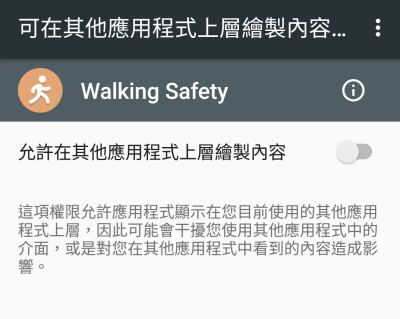 可在其他應用程式上層繪製內容...
Walking Safety
允許在其他應用程式上層繪製內容
這項權限允許應用程式顯示在您目前使用的其他應用
程式上層，因此可能會干擾您使用其他應用程式中的
介面，或是對您在其他應用程式中看到的內容造成影
響。